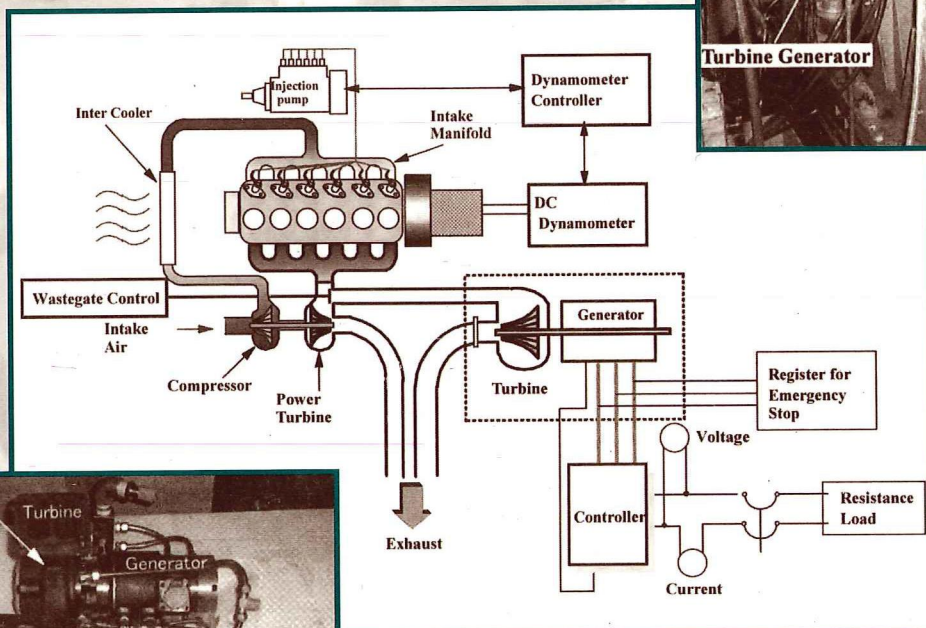 Turbine Generator
Injection
pump
Dynamometer
Controller
Inter Cooler
Intake
Manifold
DC
Dynamometer
Wastegate Control
Intake
Air
Compressor
Power
Turbine
Turbine
Generator
Register for
Emergency
Stop
Voltage
Controller
Resistance
Load
Current
Exhaust
Turbine
Generator